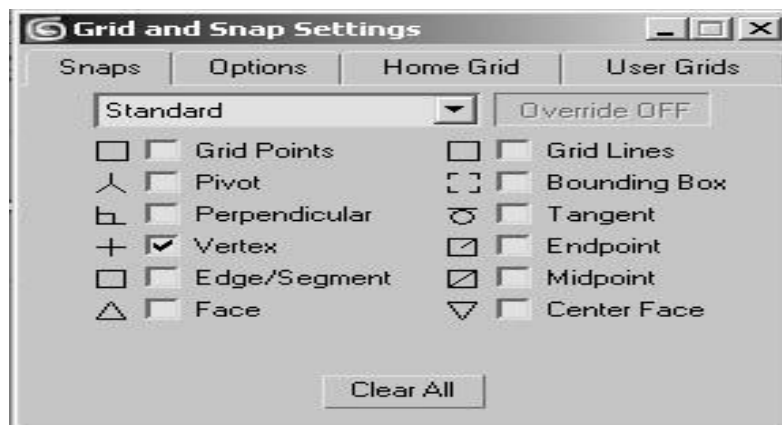 Grid and Snap Settings
Snaps Options Home Grid User Grids
Standard Override OFF
Grid Points Grid Lines
Pivot Bounding Box
Perpendicular Tangent
Vertex Endpoint
Edge/Segment Midpoint
Face Center Face
Clear All